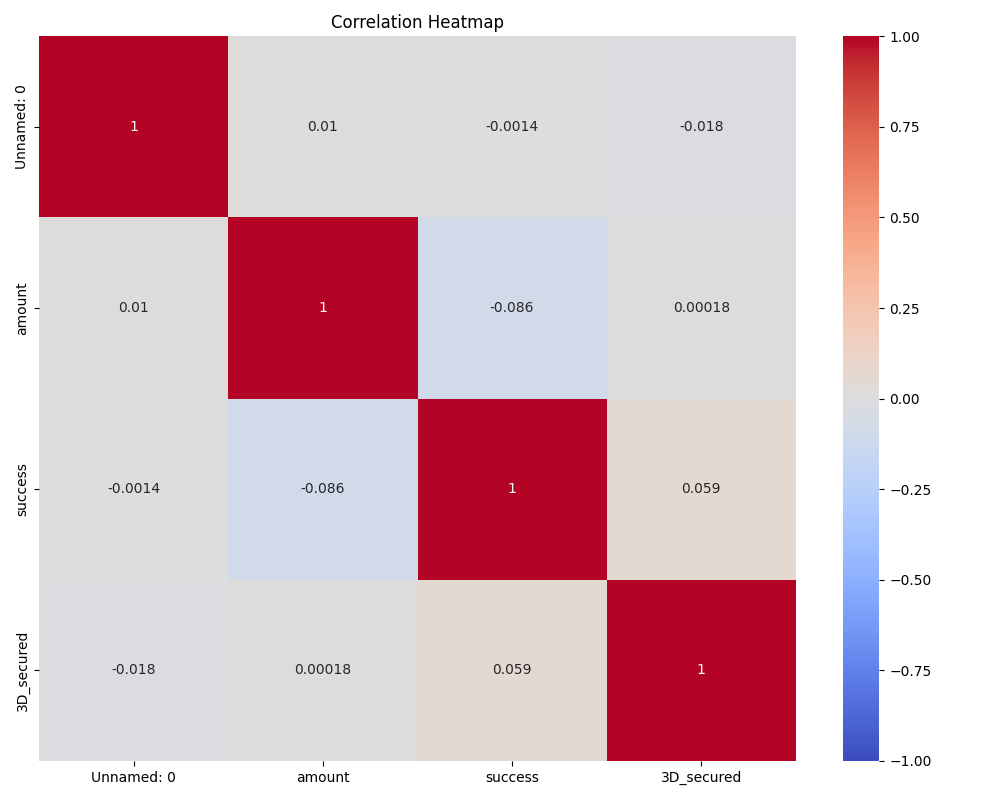 Correlation Heatmap
Unnamed: 0
1
0.01
-0.0014
-0.018
amount
0.01
1
-0.086
0.00018
success
-0.0014
-0.086
1
0.059
3D_secured
-0.018
0.00018
0.059
1
Unnamed: 0
amount
success
3D_secured
1.00
0.75
0.50
0.25
0.00
−0.25
−0.50
−0.75
−1.00